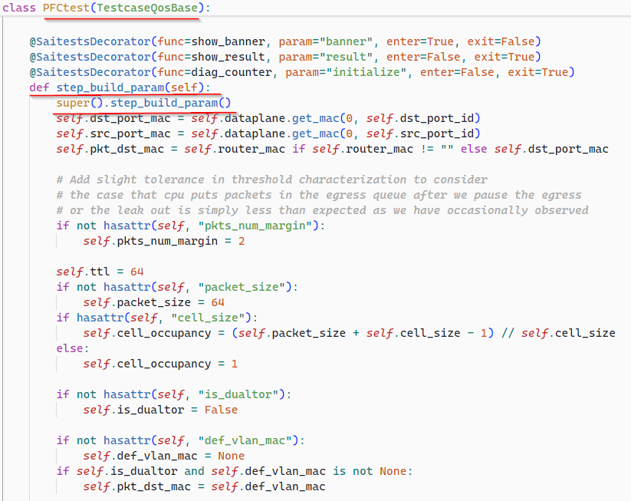 class PFCtest(TestcaseQosBase):
@SaitestsDecorator(func=show_banner, param="banner", enter=True, exit=False)
@SaitestsDecorator(func=show_result, param="result", enter=False, exit=True)
@SaitestsDecorator(func=diag_counter, param="initialize", enter=False, exit=True)
def step_build_param(self):
super().step_build_param()
self.dst_port_mac = self.dataplane.get_mac(0, self.dst_port_id)
self.src_port_mac = self.dataplane.get_mac(0, self.src_port_id)
self.pkt_dst_mac = self.router_mac if self.router_mac != "" else self.dst_port_mac
# Add slight tolerance in threshold characterization to consider
# the case that cpu puts packets in the egress queue after we pause the egress
# or the leak out is simply less than expected as we have occasionally observed
if not hasattr(self, "pkts_num_margin"):
self.pkts_num_margin = 2
self.ttl = 64
if not hasattr(self, "packet_size"):
self.packet_size = 64
if hasattr(self, "cell_size"):
self.cell_occupancy = (self.packet_size + self.cell_size - 1) // self.cell_size
else:
self.cell_occupancy = 1
if not hasattr(self, "is_dualtor"):
self.is_dualtor = False
if not hasattr(self, "def_vlan_mac"):
self.def_vlan_mac = None
if self.is_dualtor and self.def_vlan_mac is not None:
self.pkt_dst_mac = self.def_vlan_mac